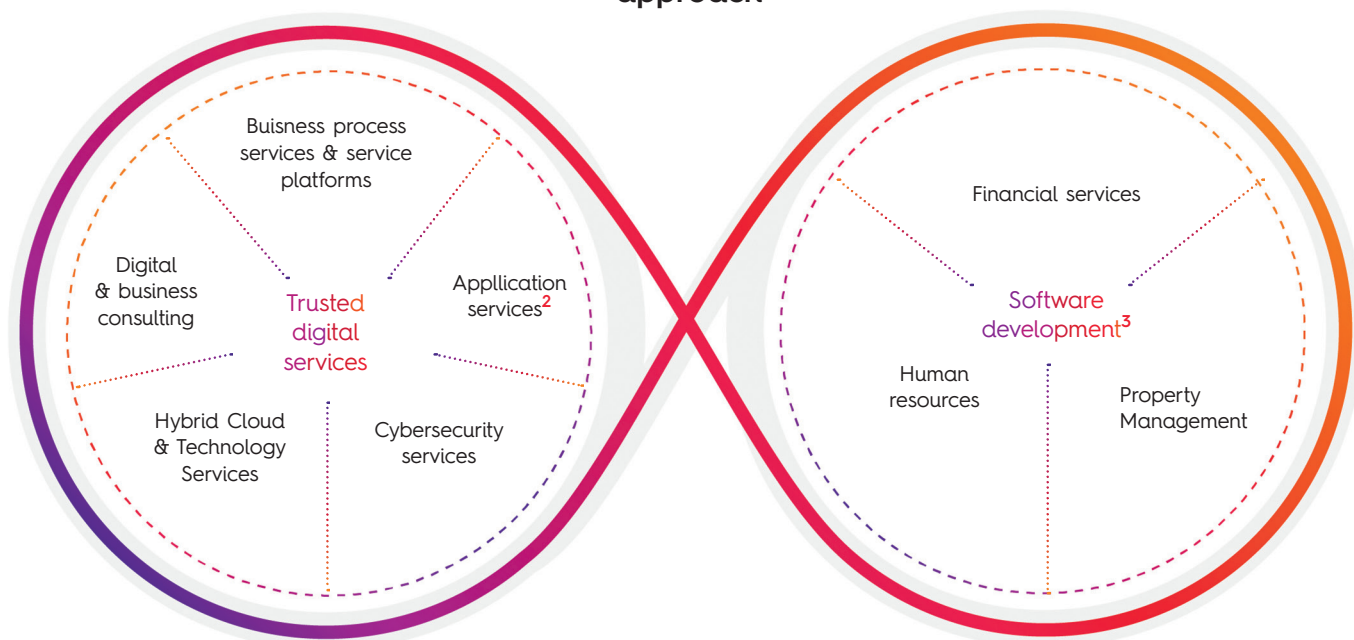 approach
Buisness process
services & service
platforms
Digital
& business
consulting
Trusted
digital
services
Appllication
services²
Hybrid Cloud
& Technology
Services
Cybersecurity
services
Financial services
Software
development³
Human
resources
Property
Management